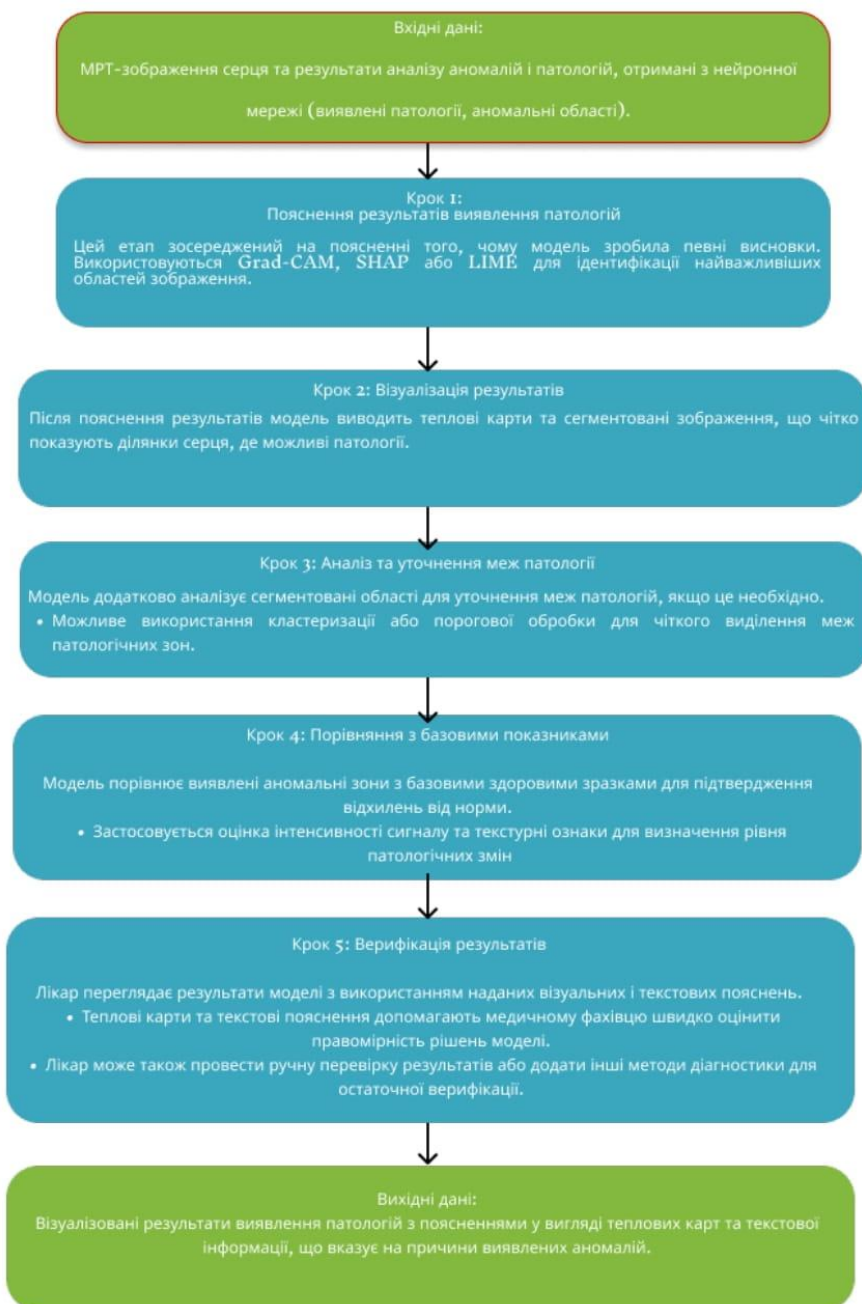 Вхідні дані:
МРТ-зображення серця та результати аналізу аномалій і патологій, отримані з нейронної
мережі (виявлені патології, аномальні області).
Крок 1:
Пояснення результатів виявлення патологій
Цей етап зосереджений на поясненні того, чому модель зробила певні висновки.
Використовуються Grad-CAM, SHAP або LIME для ідентифікації найважливіших
областей зображення.
Крок 2: Візуалізація результатів
Після пояснення результатів модель виводить теплові карти та сегментовані зображення, що чітко
показують ділянки серця, де можливі патології.
Крок 3: Аналіз та уточнення меж патології
Модель додатково аналізує сегментовані області для уточнення меж патологій, якщо це необхідно.
• Можливе використання кластеризації або порогової обробки для чіткого виділення меж
патологічних зон.
Крок 4: Порівняння з базовими показниками
Модель порівнює виявлені аномальні зони з базовими здоровими зразками для підтвердження
відхилень від норми.
• Застосовується оцінка інтенсивності сигналу та текстурні ознаки для визначення рівня
патологічних змін
Крок 5: Верифікація результатів
Лікар переглядає результати моделі з використанням наданих візуальних і текстових пояснень.
• Теплові карти та текстові пояснення допомагають медичному фахівцю швидко оцінити
правомірність рішень моделі.
• Лікар може також провести ручну перевірку результатів або додати інші методи діагностики для
остаточної верифікації.
Вихідні дані:
Візуалізовані результати виявлення патологій з поясненнями у вигляді теплових карт та текстової
інформації, що вказує на причини виявлених аномалій.